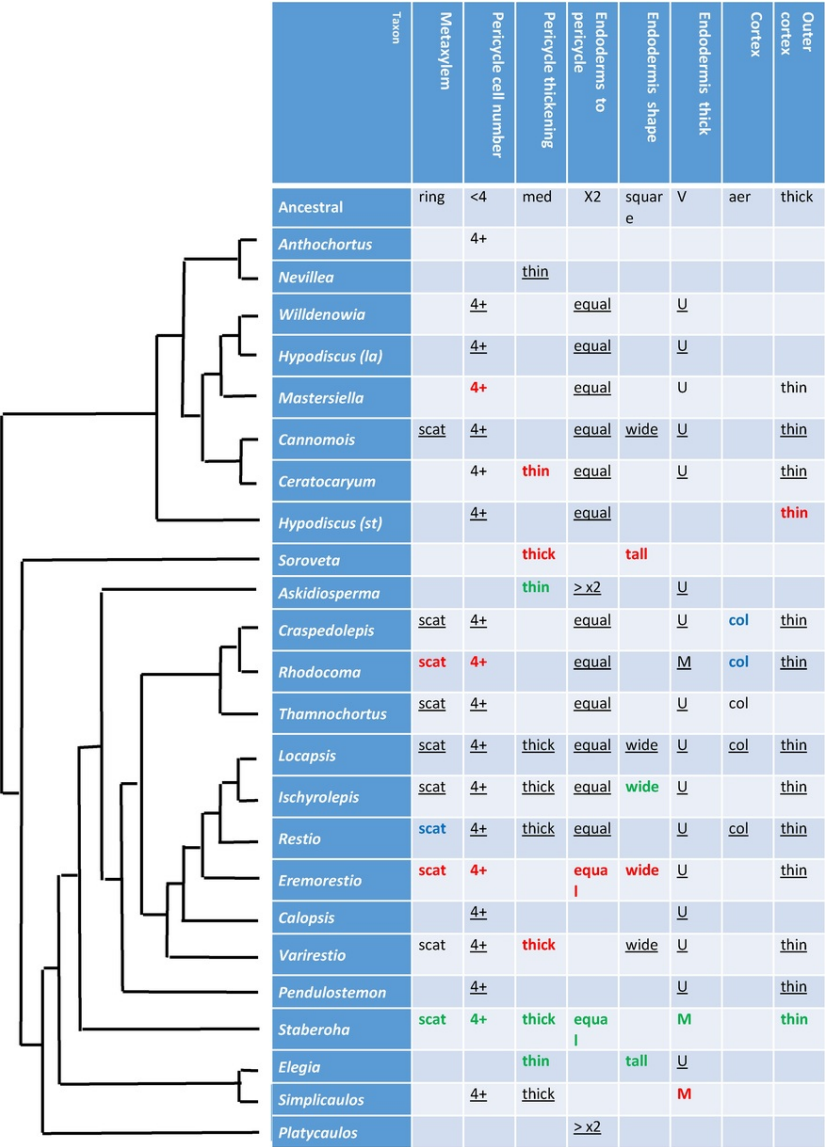 Taxon Metaxylem Pericycle cell number Pericycle thickening Endoderms to pericycle Endodermis shape Endodermis thick Cortex Outer cortex
Ancestral ring <4 med X2 squar e V aer thick
Anthochortus 4+
Nevillea thin
Willdenowia 4+ equal U
Hypodiscus (la) 4+ equal U
Mastersiella 4+ equal U thin
Cannomois scat 4+ equal wide U thin
Ceratocaryum 4+ thin equal U thin
Hypodiscus (st) 4+ equal thin
Soroveta thick tall
Askidiosperma thin > x2 U
Craspedolepis scat 4+ equal U col thin
Rhodocoma scat 4+ equal M col thin
Thamnochortus scat 4+ equal U col
Locapsis scat 4+ thick equal wide U col thin
Ischyrolepis scat 4+ thick equal wide U thin
Restio scat 4+ thick equal U col thin
Eremorestio scat 4+ equa l wide U thin
Calopsis 4+ U
Varirestio scat 4+ thick wide U thin
Pendulostemon 4+ U thin
Staberoha scat 4+ thick equa l M thin
Elegia thin tall U
Simplicaulos 4+ thick M
Platycaulos > x2